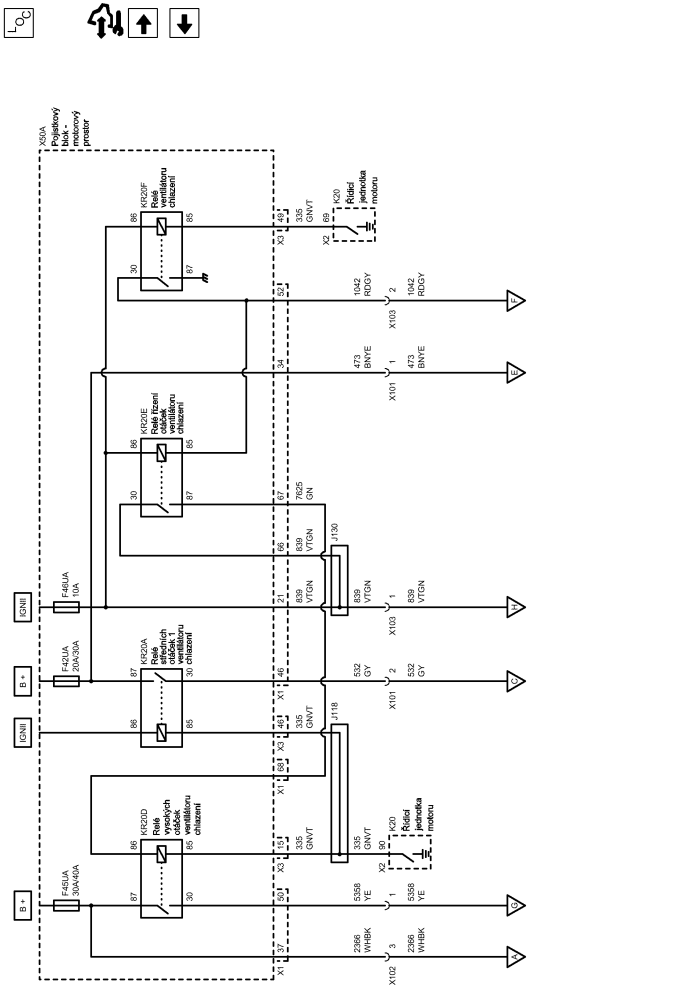 LOC
X50A
Pojistkový
blok -
motorový
prostor
B +
F45UA
30A/40A
87
86
KR20D
Relé
vysokých
otáček
ventilátoru
chlazení
30
85
IGNII
86
87
KR20A
Relé
středních
otáček 1
ventilátoru
chlazení
85
30
B +
F42UA
20A/30A
IGNII
F46UA
10A
30
86
KR20E
Relé řízení
otáček
ventilátoru
chlazení
87
85
30
86
KR20F
Relé
ventilátoru
chlazení
87
85
X1
37
50
X3
15
X1
68
X3
46
X1
46
21
66
67
34
52
X3
49
335
GNVT
335
GNVT
839
VTGN
839
VTGN
7625
GN
335
GNVT
J118
J130
2366
WHBK
5358
YE
335
GNVT
532
GY
839
VTGN
473
BNYE
1042
RDGY
X2
90
K20
Řídicí
jednotka
motoru
X2
69
K20
Řídicí
jednotka
motoru
X102
3
1
X101
2
X103
1
X101
1
X103
2
2366
WHBK
5358
YE
532
GY
839
VTGN
473
BNYE
1042
RDGY
A
G
C
H
E
F